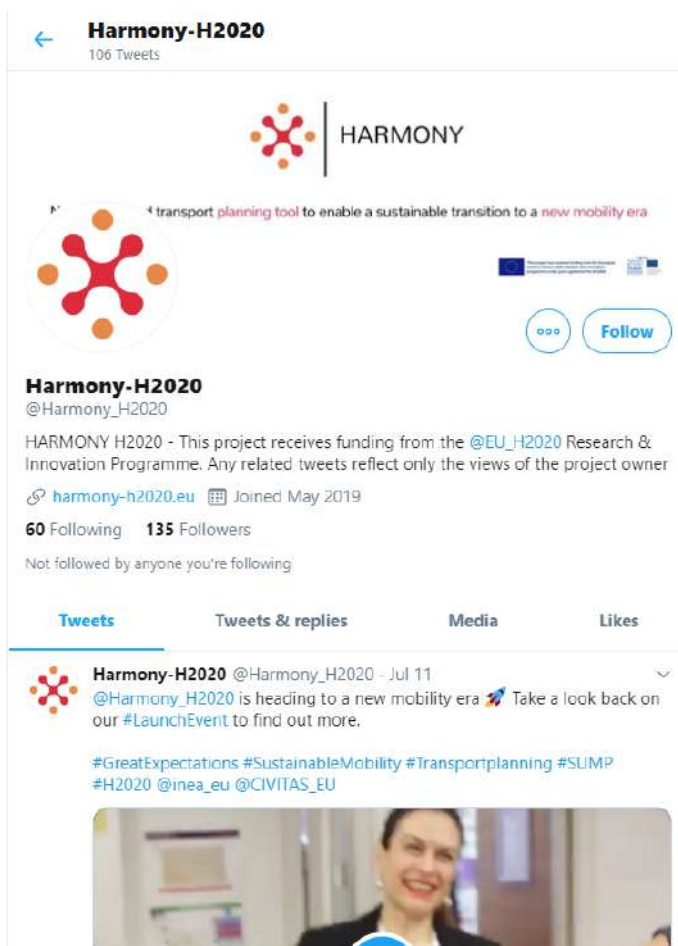 Harmony-H2020
106 Tweets
HARMONY
transport planning tool to enable a sustainable transition to a new mobility era
Follow
Harmony-H2020
@Harmony_H2020
HARMONY H2020 - This project receives funding from the @EU_H2020 Research &
Innovation Programme. Any related tweets reflect only the views of the project owner
harmony-h2020.eu Joined May 2019
60 Following 135 Followers
Not followed by anyone you're following
Tweets Tweets & replies Media Likes
Harmony-H2020 @Harmony_H2020 - Jul 11
@Harmony_H2020 is heading to a new mobility era 🚀 Take a look back on
our #LaunchEvent to find out more.
#GreatExpectations #SustainableMobility #Transportplanning #SUMP
#H2020 @inea_eu @CIVITAS_EU